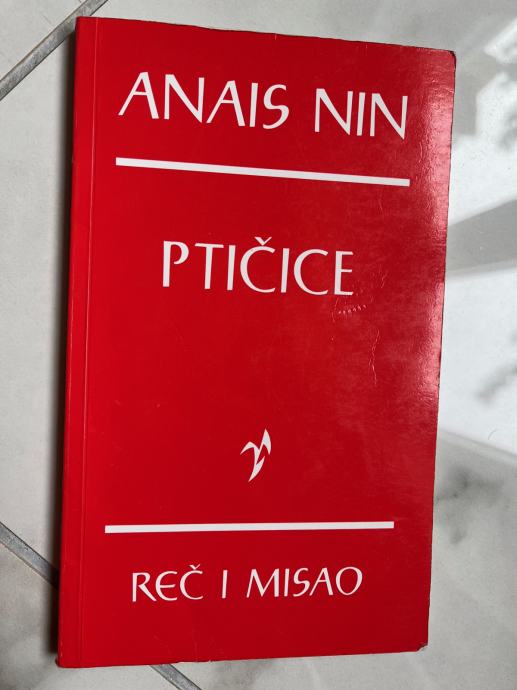 ANAIS NIN
PTIČICE
REČ I MISAO